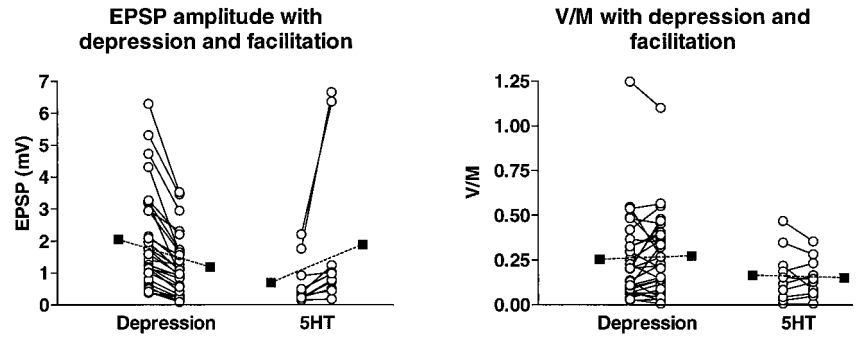 EPSP amplitude with
depression and facilitation
7
6
5
4
3
2
1
0
EPSP (mV)
Depression
5HT
V/M with depression and
facilitation
1.25
1.00
0.75
0.50
0.25
0.00
V/M
Depression
5HT